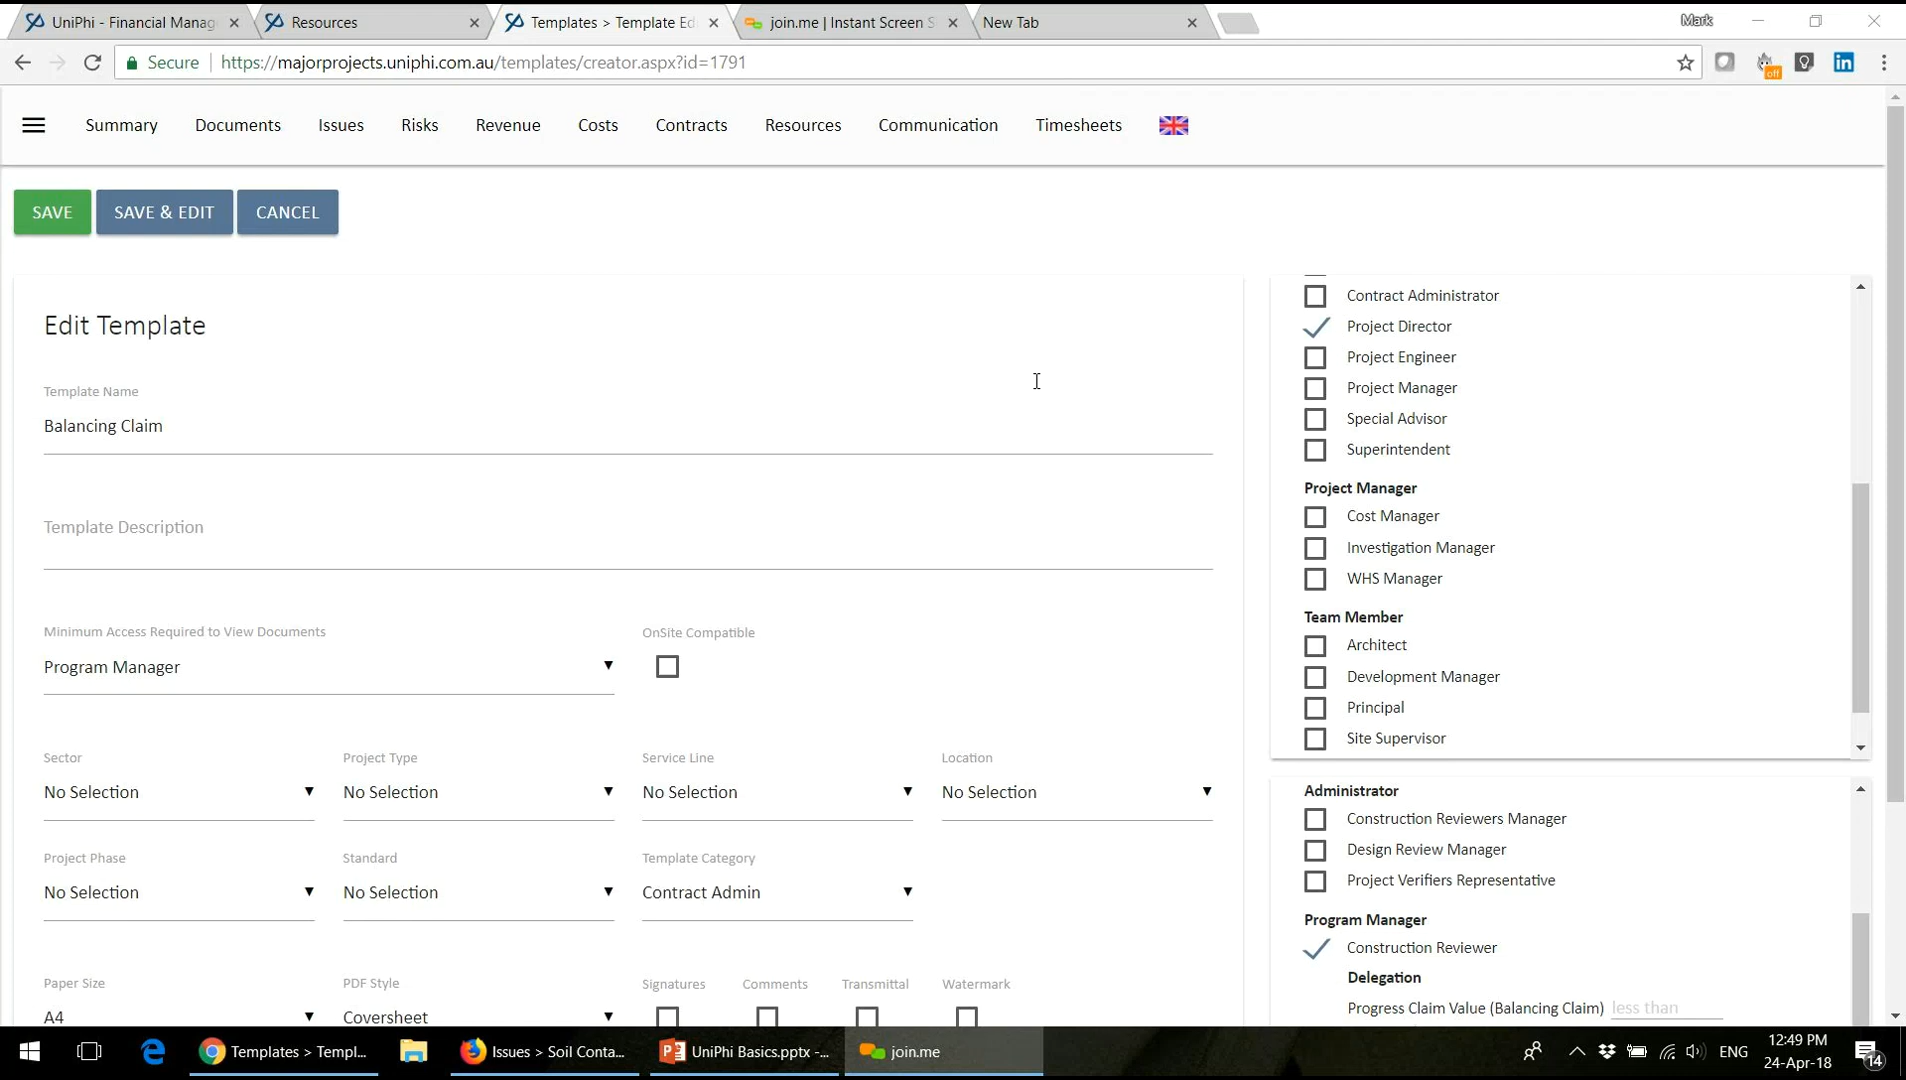 UniPhi - Financial Manag
Resources
Templates > Template Ed
join.me | Instant Screen S
New Tab
Mark
Secure
https://majorprojects.uniphi.com.au/templates/creator.aspx?id=1791
off
in
Summary
Documents
Issues
Risks
Revenue
Costs
Contracts
Resources
Communication
Timesheets
SAVE
SAVE & EDIT
CANCEL
Edit Template
Template Name
Balancing Claim
Template Description
Minimum Access Required to View Documents
Program Manager
OnSite Compatible
Sector
No Selection
Project Type
No Selection
Service Line
No Selection
Location
No Selection
Project Phase
No Selection
Standard
No Selection
Template Category
Contract Admin
Paper Size
A4
PDF Style
Coversheet
Signatures
Comments
Transmittal
Watermark
Contract Administrator
Project Director
Project Engineer
Project Manager
Special Advisor
Superintendent
Project Manager
Cost Manager
Investigation Manager
WHS Manager
Team Member
Architect
Development Manager
Principal
Site Supervisor
Administrator
Construction Reviewers Manager
Design Review Manager
Project Verifiers Representative
Program Manager
Construction Reviewer
Delegation
Progress Claim Value (Balancing Claim) less than
Templates > Templ...
Issues > Soil Conta...
UniPhi Basics.pptx -...
join.me
ENG
12:49 PM
24-Apr-18
14